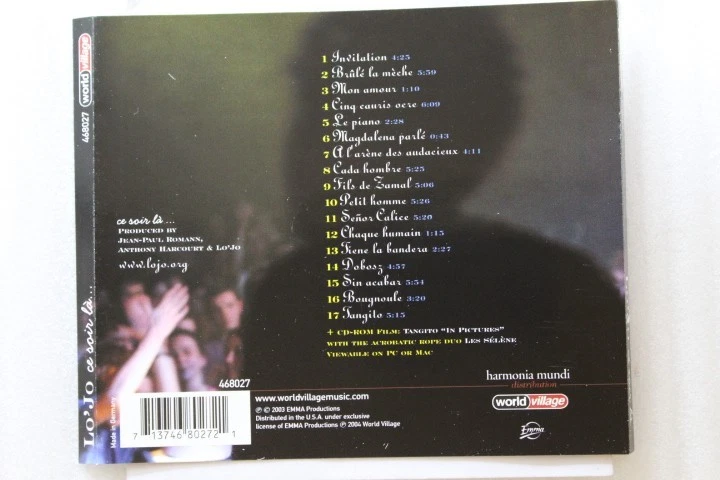 1 Invitation 4:25
2 Brûlé la mèche 5:59
3 Mon amour 1:10
4 Cinq cauris ocre 6:09
5 Le piano 2:28
6 Magdalena parlé 0:43
7 A l'arène des audacieux 4:11
8 Cada hombre 5:25
9 Fils de Zamal 5:06
10 Petit homme 5:26
11 Señor Calice 5:20
12 Chaque humain 1:15
13 Tiene la bandera 2:27
14 Dobosz 4:57
15 Sin acabar 5:54
16 Bougnoule 3:20
17 Tangito 5:15
+ CD-ROM Film: Tangito "In Pictures"
with the acrobatic rope duo Les Sélène
Viewable on PC or Mac
ce soir là...
Produced by
Jean-Paul Romann,
Anthony Harcourt & Lo'Jo
www.lojo.org
468027
www.worldvillagemusic.com
℗ © 2003 EMMA Productions
Distributed in the U.S.A. under exclusive
license of EMMA Productions ℗ 2004 World Village
harmonia mundi
distribution
world village
Emma
7 13746 80272 1
Made in Germany
Lo'Jo ce soir là...
468027 world village